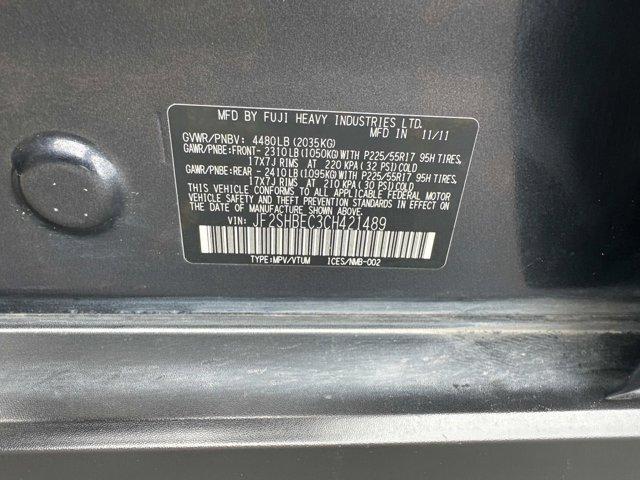 MFD BY FUJI HEAVY INDUSTRIES LTD.
MFD IN 11/11
GVWR/PNBV: 4480LB(2035KG)
GAWR/PNBE:FRONT-2310LB(1050KG)WITH P225/55R17 95H TIRES,
17X7J RIMS AT 220 KPA( 32 PSI)COLD
GAWR/PNBE:REAR -2410LB(1095KG)WITH P225/55R17 95H TIRES,
17X7J RIMS AT 210 KPA( 30 PSI)COLD
THIS VEHICLE CONFORMS TO ALL APPLICABLE FEDERAL MOTOR
VEHICLE SAFETY AND THEFT PREVENTION STANDARDS IN EFFECT
ON THE DATE OF MANUFACTURE SHOWN ABOVE.
VIN: JF2SHBEC3CH421489
TYPE:MPV/VTUM ICES/NMB-002